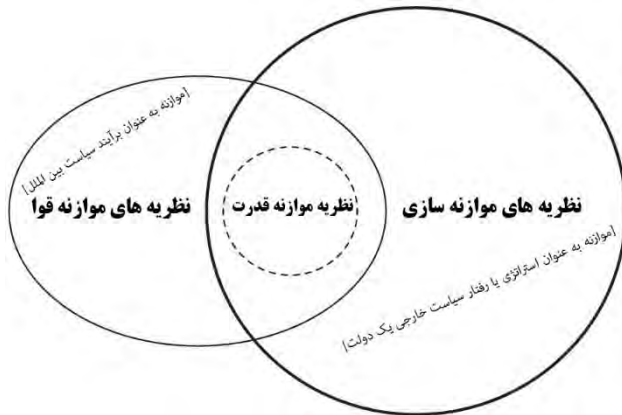 [موازنه به عنوان برآیند سیاست بین الملل]
نظریه های موازنه سازی
نظریه موازنه قدرت
نظریه های موازنه قوا
[موازنه به عنوان استراتژی یا رفتار سیاست خارجی یک دولت]